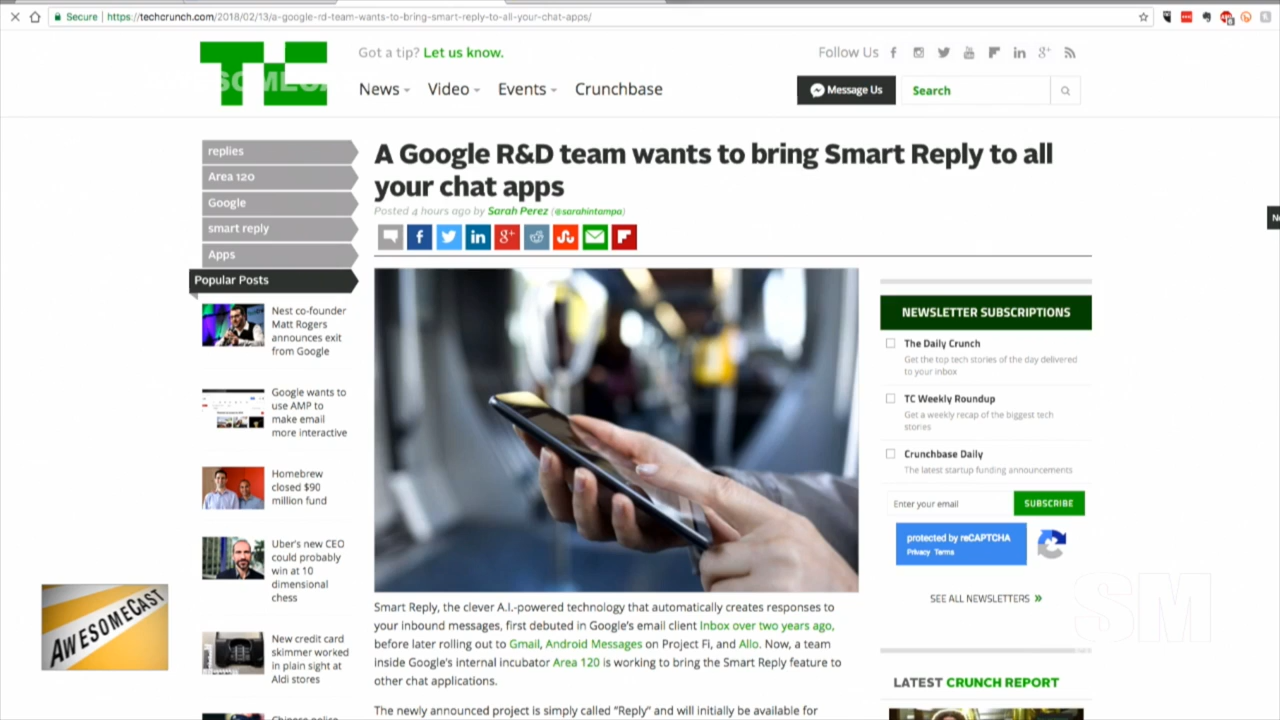 Secure
https://techcrunch.com/2018/02/13/a-google-rd-team-wants-to-bring-smart-reply-to-all-your-chat-apps/
Got a tip? Let us know.
Follow Us
News
Video
Events
Crunchbase
Message Us
Search
replies
Area 120
Google
smart reply
Apps
Popular Posts
Nest co-founder
Matt Rogers
announces exit
from Google
Google wants to
use AMP to
make email
more interactive
Homebrew
closed $90
million fund
Uber's new CEO
could probably
win at 10
dimensional
chess
New credit card
skimmer worked
in plain sight at
Aldi stores
A Google R&D team wants to bring Smart Reply to all
your chat apps
Posted 4 hours ago by Sarah Perez (@sarahintampa)
Smart Reply, the clever A.I.-powered technology that automatically creates responses to
your inbound messages, first debuted in Google's email client Inbox over two years ago,
before later rolling out to Gmail, Android Messages on Project Fi, and Allo. Now, a team
inside Google's internal incubator Area 120 is working to bring the Smart Reply feature to
other chat applications.
The newly announced project is simply called "Reply" and will initially be available for
NEWSLETTER SUBSCRIPTIONS
The Daily Crunch
Get the top tech stories of the day delivered
to your inbox
TC Weekly Roundup
Get a weekly recap of the biggest tech
stories
Crunchbase Daily
The latest startup funding announcements
Enter your email
SUBSCRIBE
protected by reCAPTCHA
Privacy Terms
SEE ALL NEWSLETTERS »
LATEST CRUNCH REPORT
AWESOMECAST
SM